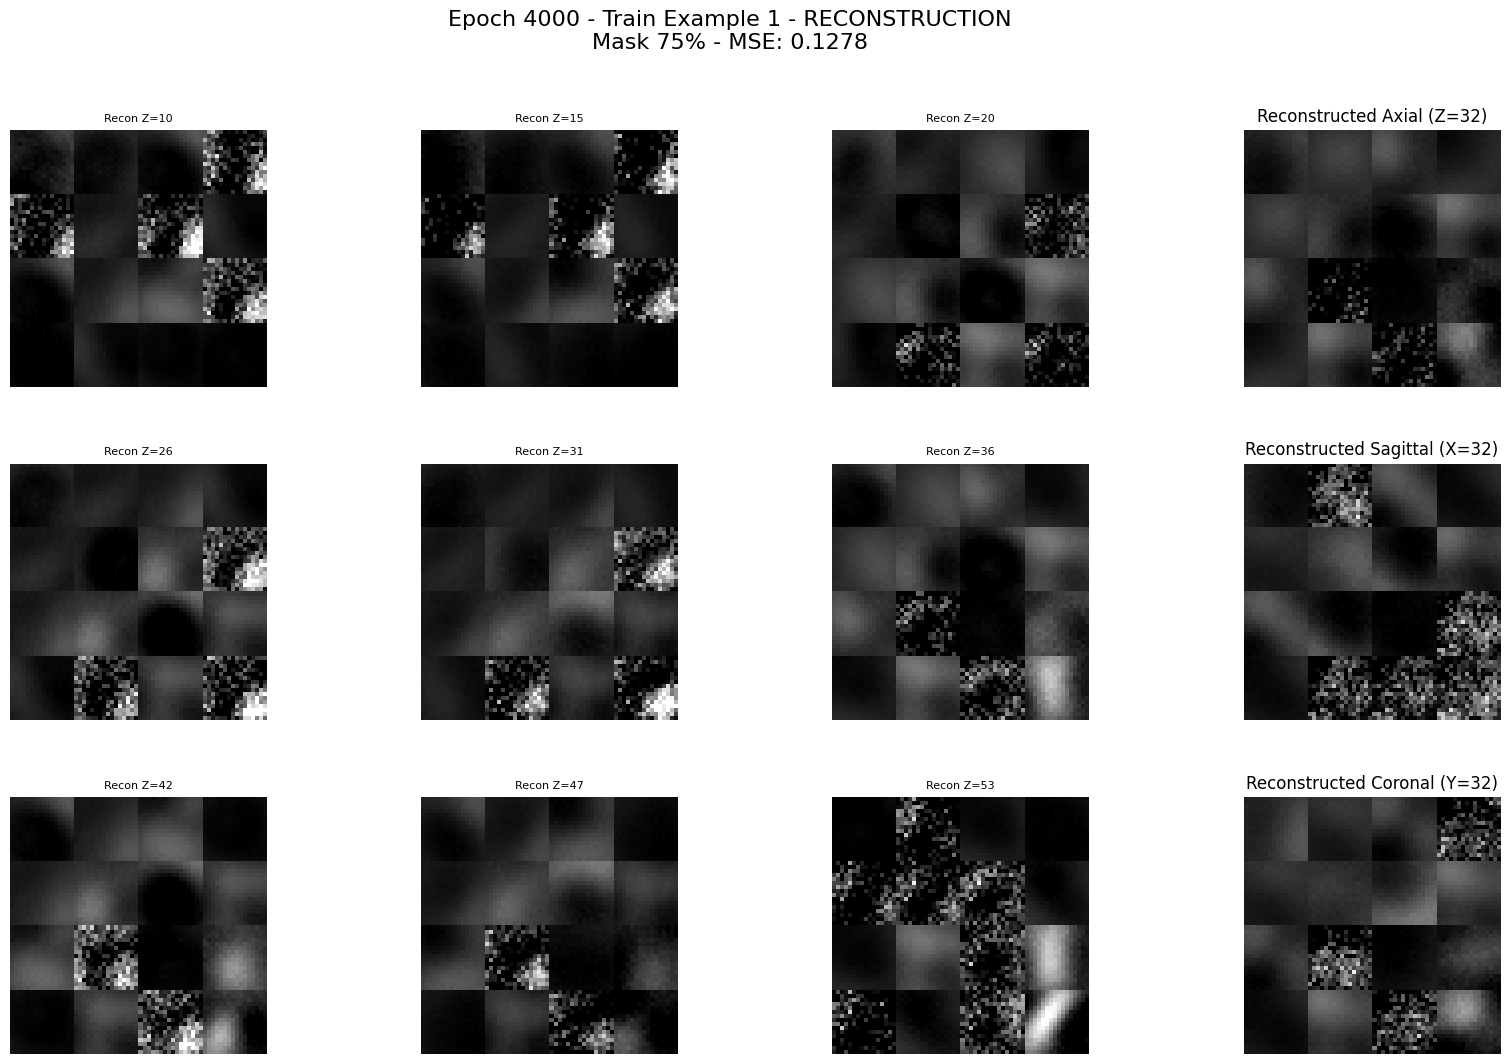 Epoch 4000 - Train Example 1 - RECONSTRUCTION
Mask 75% - MSE: 0.1278
Recon Z=10
Recon Z=15
Recon Z=20
Reconstructed Axial (Z=32)
Recon Z=26
Recon Z=31
Recon Z=36
Reconstructed Sagittal (X=32)
Recon Z=42
Recon Z=47
Recon Z=53
Reconstructed Coronal (Y=32)